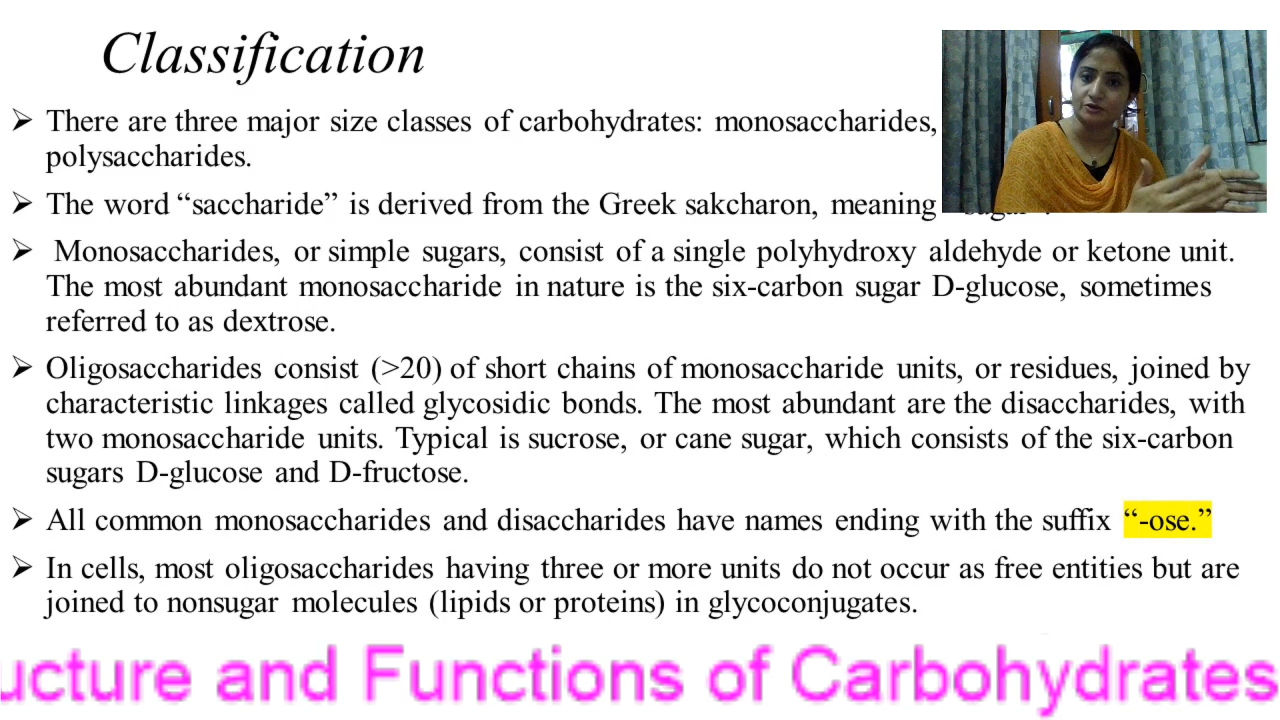 Classification
➢ There are three major size classes of carbohydrates: monosaccharides,
polysaccharides.
➢ The word “saccharide” is derived from the Greek sakcharon, meaning
➢ Monosaccharides, or simple sugars, consist of a single polyhydroxy aldehyde or ketone unit.
The most abundant monosaccharide in nature is the six-carbon sugar D-glucose, sometimes
referred to as dextrose.
➢ Oligosaccharides consist (>20) of short chains of monosaccharide units, or residues, joined by
characteristic linkages called glycosidic bonds. The most abundant are the disaccharides, with
two monosaccharide units. Typical is sucrose, or cane sugar, which consists of the six-carbon
sugars D-glucose and D-fructose.
➢ All common monosaccharides and disaccharides have names ending with the suffix “-ose.”
➢ In cells, most oligosaccharides having three or more units do not occur as free entities but are
joined to nonsugar molecules (lipids or proteins) in glycoconjugates.
ucture and Functions of Carbohydrates